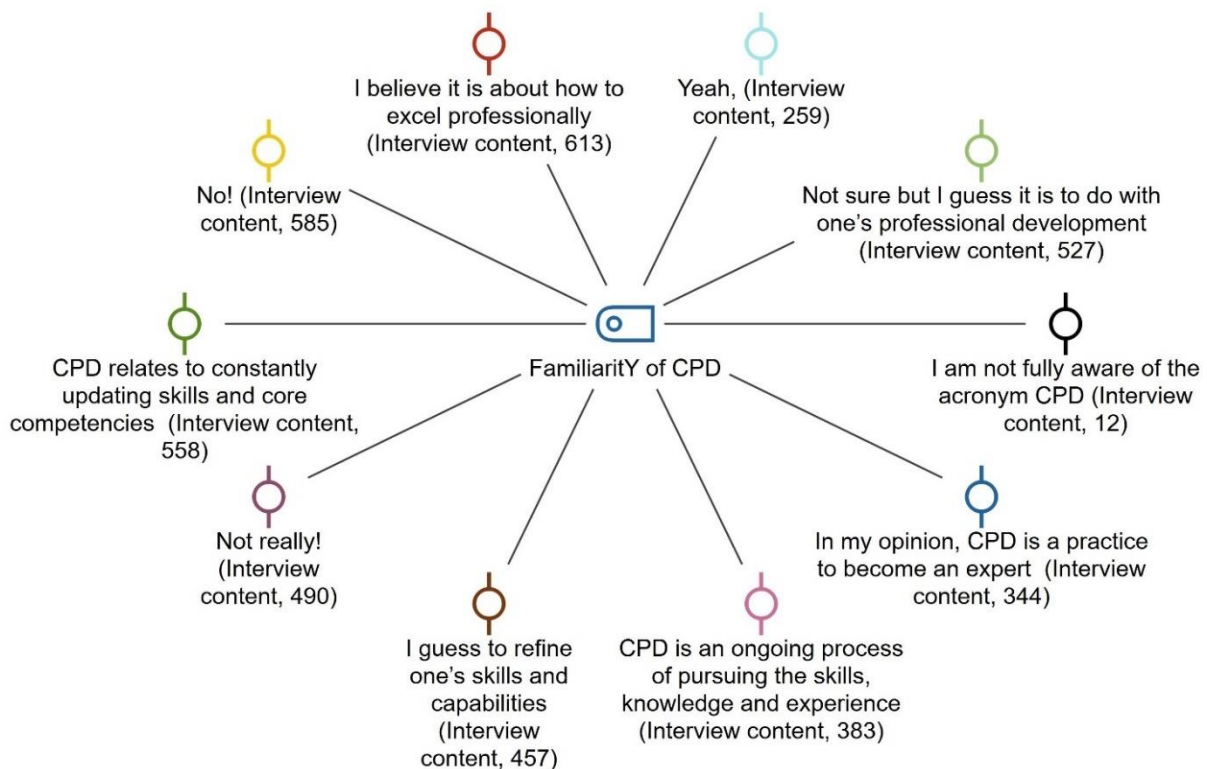 I believe it is about how to
excel professionally
(Interview content, 613)
Yeah, (Interview
content, 259)
No! (Interview
content, 585)
Not sure but I guess it is to do with
one’s professional development
(Interview content, 527)
FamiliaritY of CPD
CPD relates to constantly
updating skills and core
competencies  (Interview content,
558)
I am not fully aware of the
acronym CPD (Interview
content, 12)
Not really!
(Interview
content, 490)
In my opinion, CPD is a practice
to become an expert  (Interview
content, 344)
I guess to refine
one’s skills and
capabilities
(Interview
content, 457)
CPD is an ongoing process
of pursuing the skills,
knowledge and experience
(Interview content, 383)